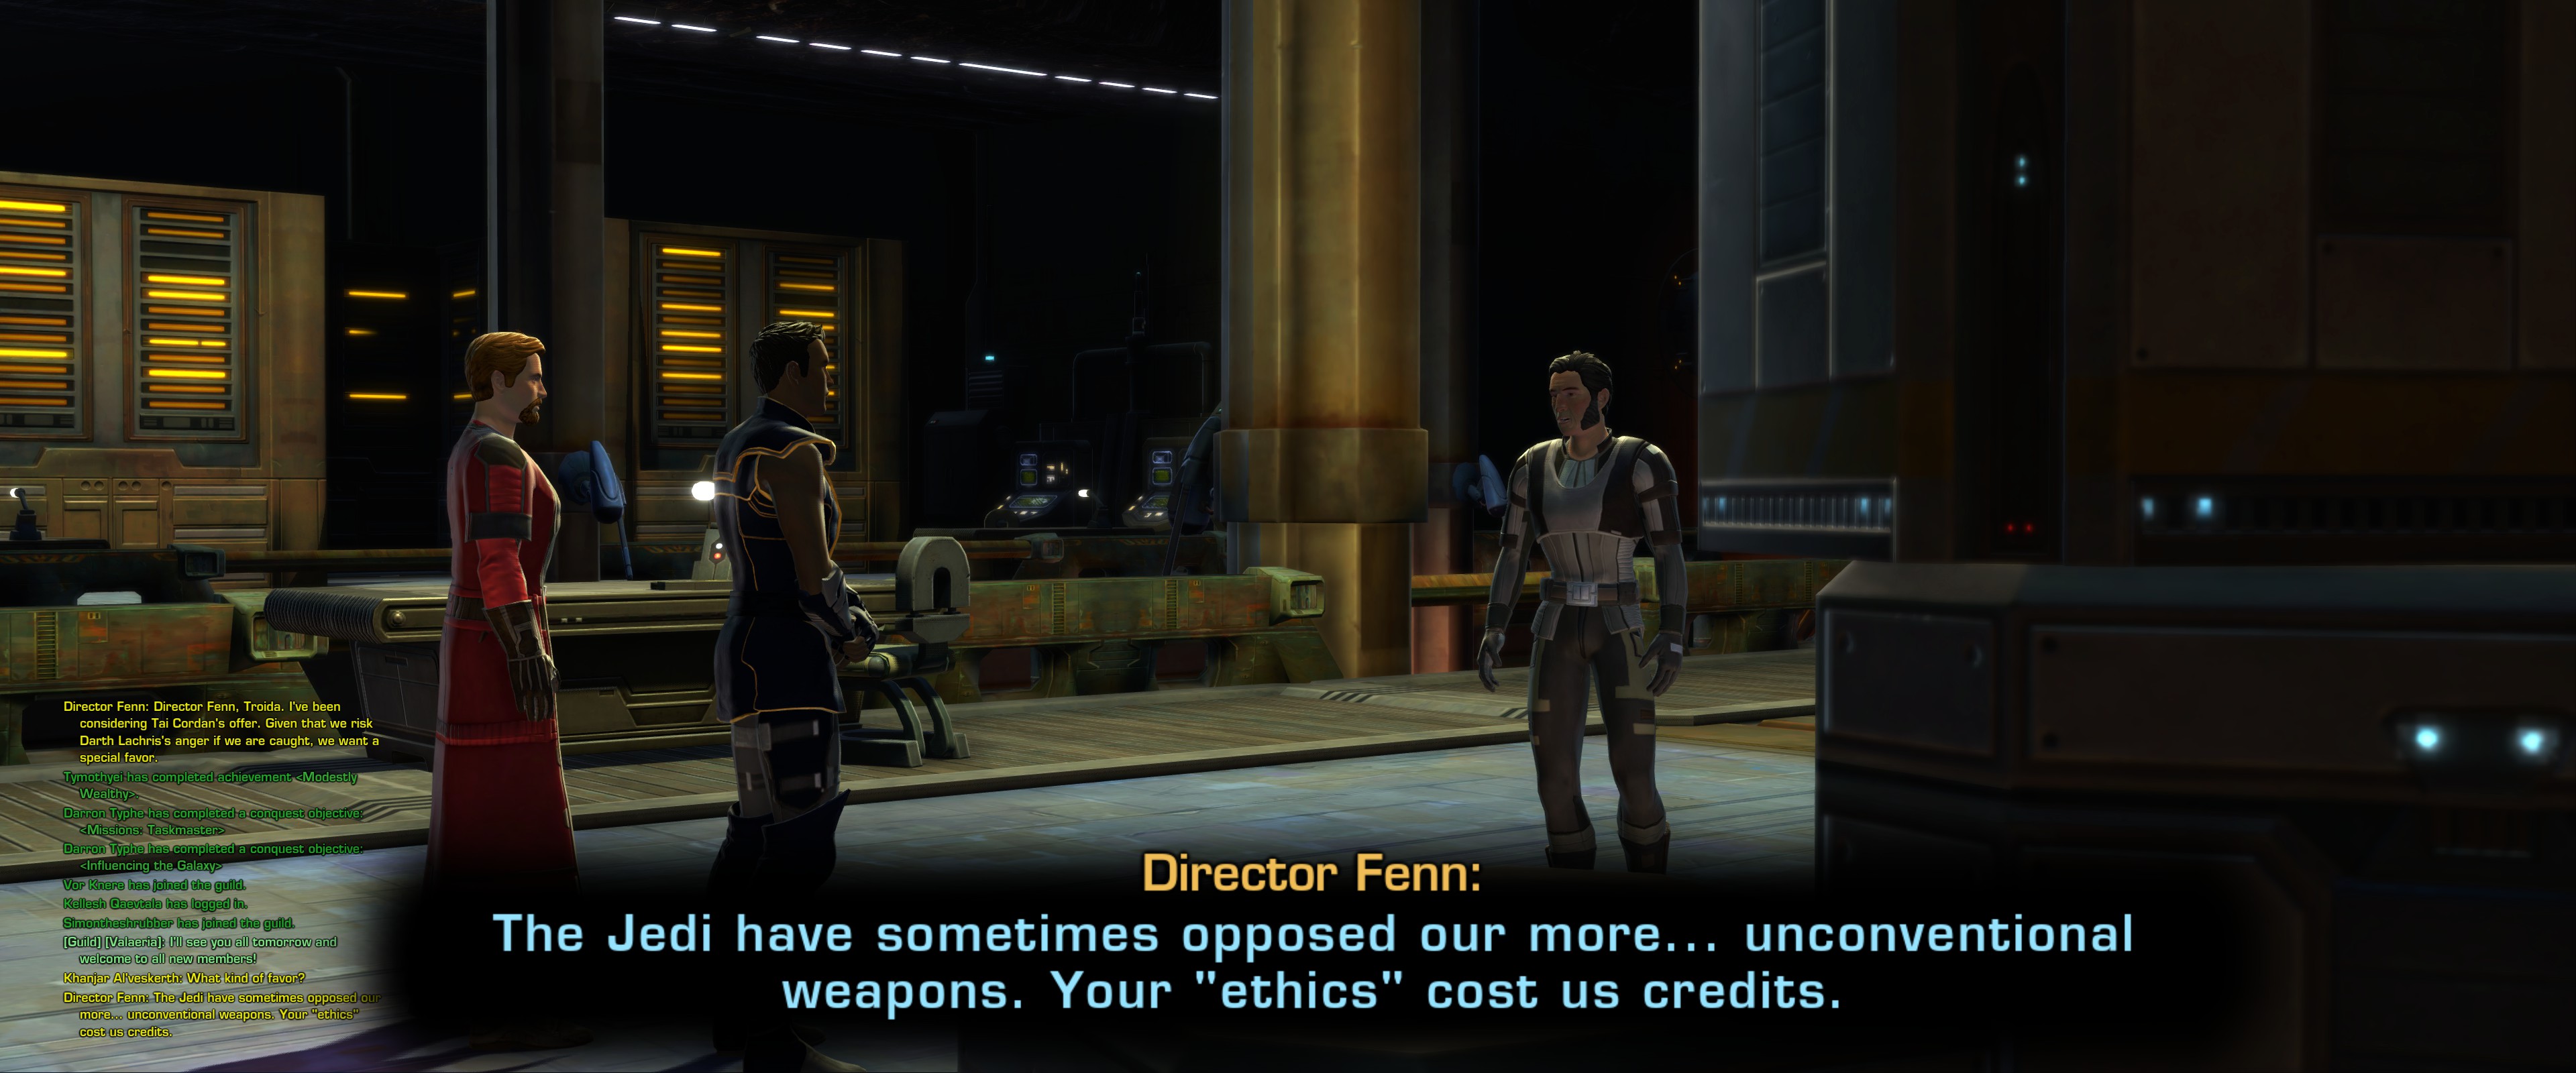 Director Fenn: Director Fenn, Troida. I've been
considering Tai Cordan's offer. Given that we risk
Darth Lachris's anger if we are caught, we want a
special favor.
Tymothyei has completed achievement <Modestly
Wealthy>.
Darron Typhe has completed a conquest objective:
<Missions: Taskmaster>
Darron Typhe has completed a conquest objective:
<Influencing the Galaxy>
Vor Knere has joined the guild.
Kellesh Qaevtala has logged in.
Simontheshrubber has joined the guild.
[Guild] [Valaeria]: I'll see you all tomorrow and
welcome to all new members!
Khanjar Al'veskerth: What kind of favor?
Director Fenn: The Jedi have sometimes opposed our
more... unconventional weapons. Your "ethics"
cost us credits.
Director Fenn:
The Jedi have sometimes opposed our more... unconventional
weapons. Your "ethics" cost us credits.